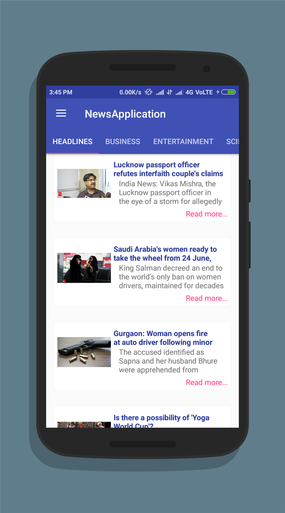 3:45 PM 0.00K/s 4G VoLTE
NewsApplication
HEADLINES BUSINESS ENTERTAINMENT SCI
Lucknow passport officer
refutes interfaith couple's claims
India News: Vikas Mishra, the
Lucknow passport officer in
the eye of a storm for allegedly
Read more...
Saudi Arabia's women ready to
take the wheel from 24 June,
King Salman decreed an end to
the world's only ban on women
drivers, maintained for decades
Read more...
Gurgaon: Woman opens fire
at auto driver following minor
The accused identified as
Sapna and her husband Bhure
were apprehended from
Read more...
Is there a possibility of 'Yoga
World Cup'?